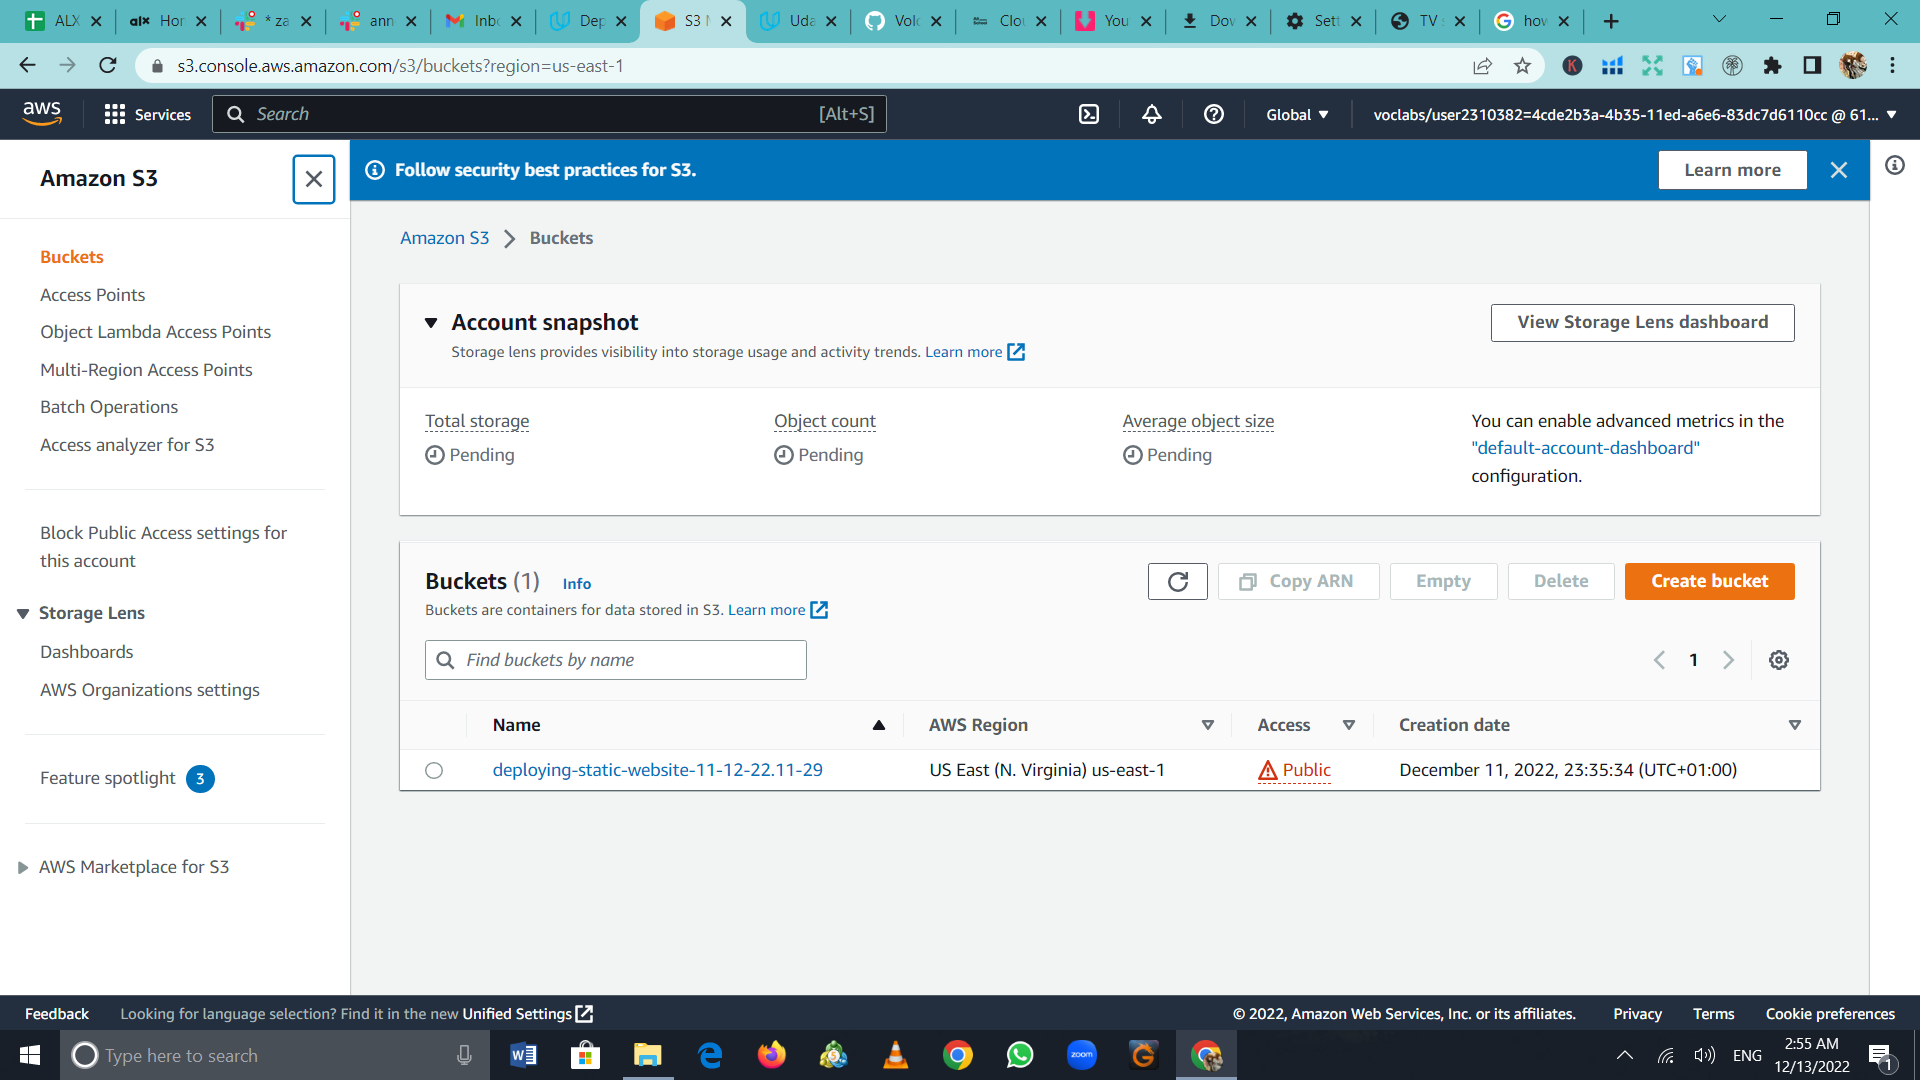 ALX
alx Hor
* za
ann
Inbo
Dep
S3 M
Uda
Volc
Clou
You
Dov
Sett
TV s
how
s3.console.aws.amazon.com/s3/buckets?region=us-east-1
K
aws
Services
Search
[Alt+S]
Global
voclabs/user2310382=4cde2b3a-4b35-11ed-a6e6-83dc7d6110cc @ 61...
Amazon S3
Follow security best practices for S3.
Learn more
Buckets
Access Points
Object Lambda Access Points
Multi-Region Access Points
Batch Operations
Access analyzer for S3
Block Public Access settings for
this account
Storage Lens
Dashboards
AWS Organizations settings
Feature spotlight 3
AWS Marketplace for S3
Amazon S3 Buckets
Account snapshot
View Storage Lens dashboard
Storage lens provides visibility into storage usage and activity trends. Learn more
Total storage
Pending
Object count
Pending
Average object size
Pending
You can enable advanced metrics in the
"default-account-dashboard"
configuration.
Buckets (1) Info
Buckets are containers for data stored in S3. Learn more
Copy ARN
Empty
Delete
Create bucket
Find buckets by name
1
Name AWS Region Access Creation date
deploying-static-website-11-12-22.11-29 US East (N. Virginia) us-east-1 Public December 11, 2022, 23:35:34 (UTC+01:00)
Feedback Looking for language selection? Find it in the new Unified Settings
© 2022, Amazon Web Services, Inc. or its affiliates. Privacy Terms Cookie preferences
Type here to search
zoom
ENG
2:55 AM
12/13/2022
1